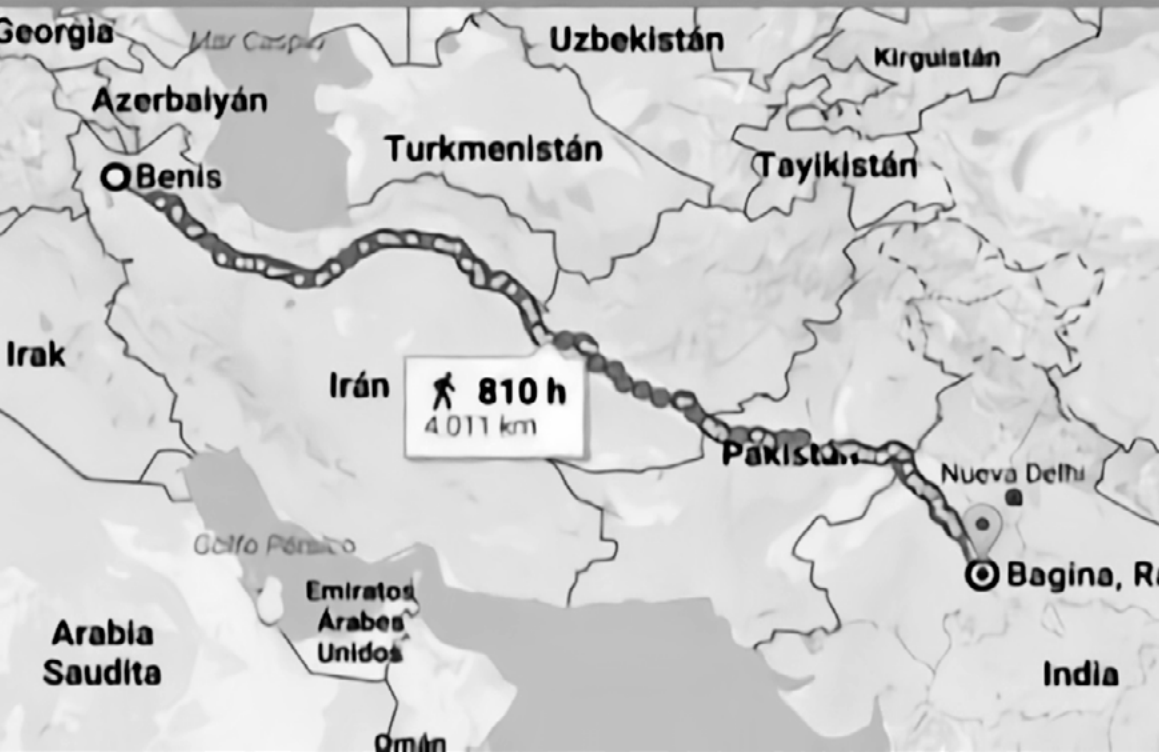 Georgia
Mar Caspio
Uzbekistán
Kirguistán
Azerbaiyán
Turkmenistán
Tayikistán
Benis
Irak
Irán
810 h
4 011 km
Pakistán
Nueva Delhi
Golfo Pérsico
Bagina, Ra
Emiratos
Árabes
Unidos
Arabia
Saudita
India
Omán